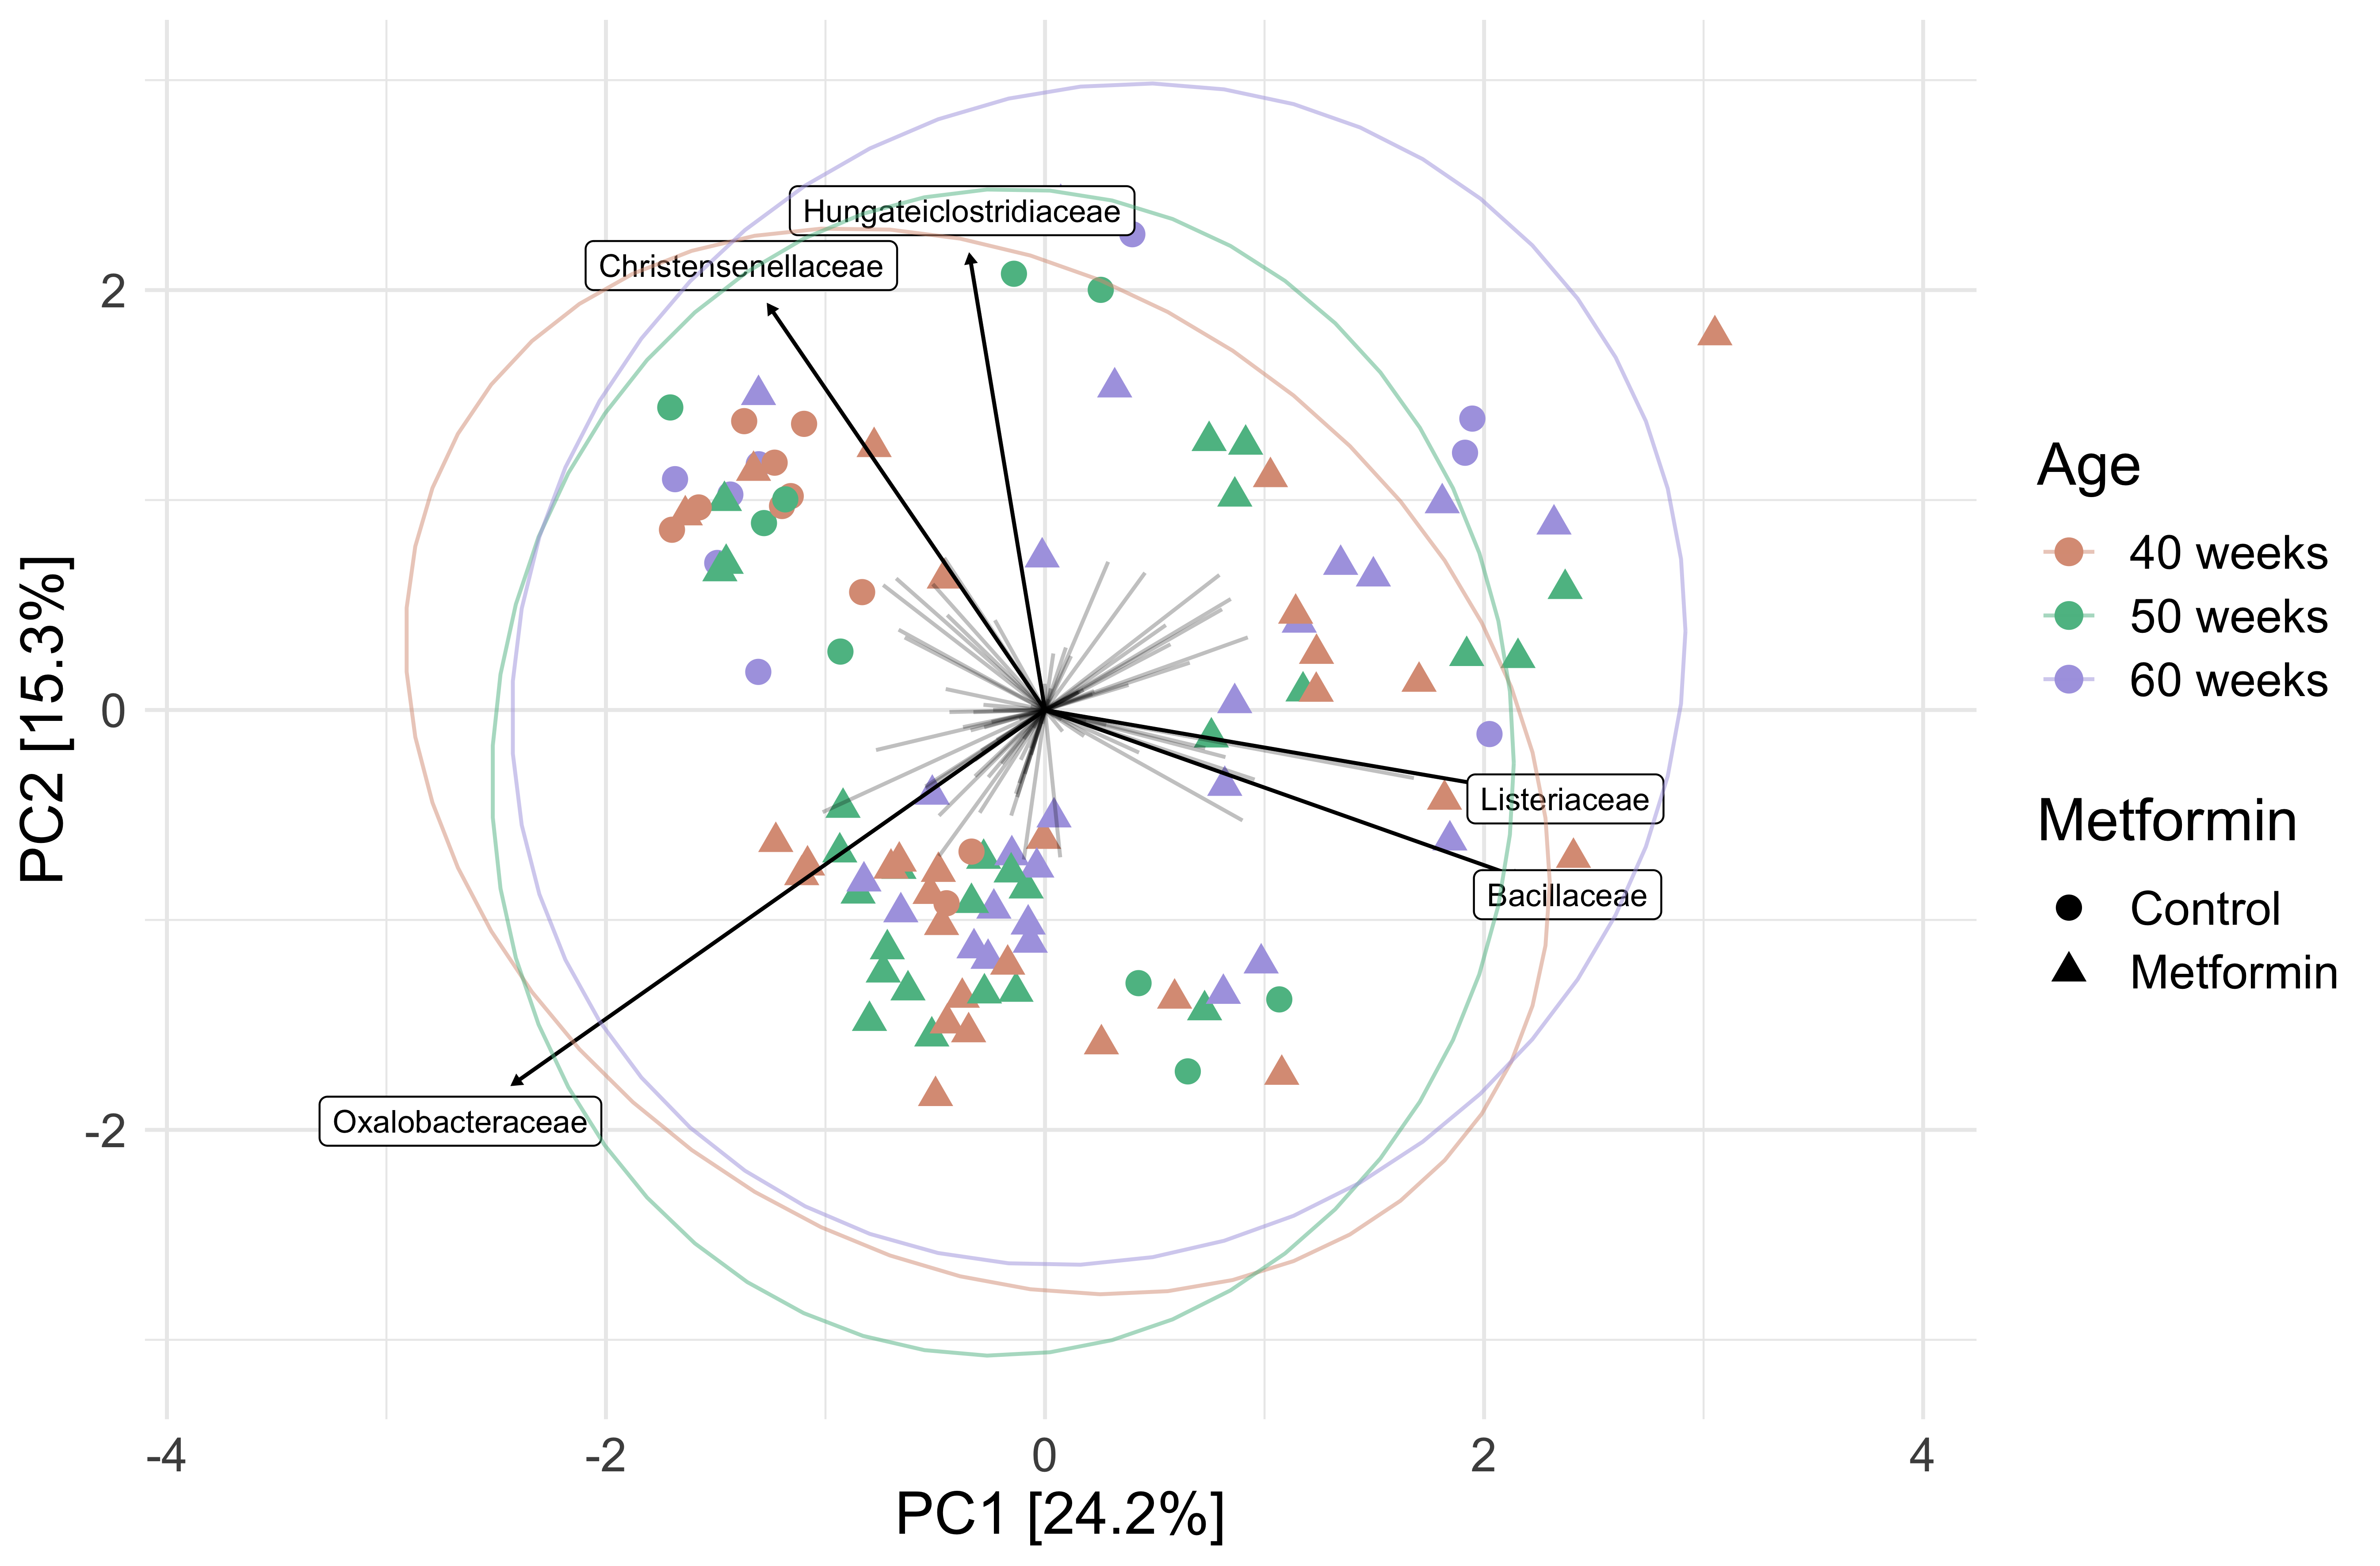 Hungateiclostridiaceae
Christensenellaceae
Listeriaceae
Bacillaceae
Oxalobacteraceae
2
0
-2
PC2 [15.3%]
-4
-2
0
2
4
PC1 [24.2%]
Age
40 weeks
50 weeks
60 weeks
Metformin
Control
Metformin